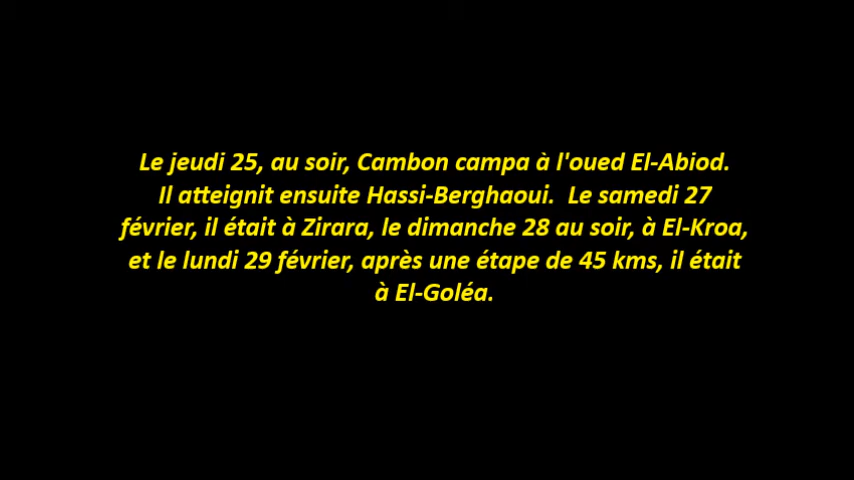 Le jeudi 25, au soir, Cambon campa à l'oued El-Abiod.
Il atteignit ensuite Hassi-Berghaoui.  Le samedi 27
février, il était à Zirara, le dimanche 28 au soir, à El-Kroa,
et le lundi 29 février, après une étape de 45 kms, il était
à El-Goléa.